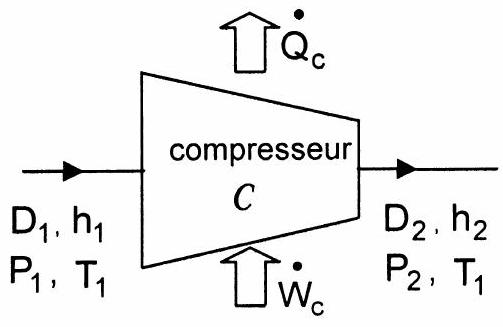 Q̇c
compresseur
C
D₁, h₁
P₁, T₁
D₂, h₂
P₂, T₁
Ẇc